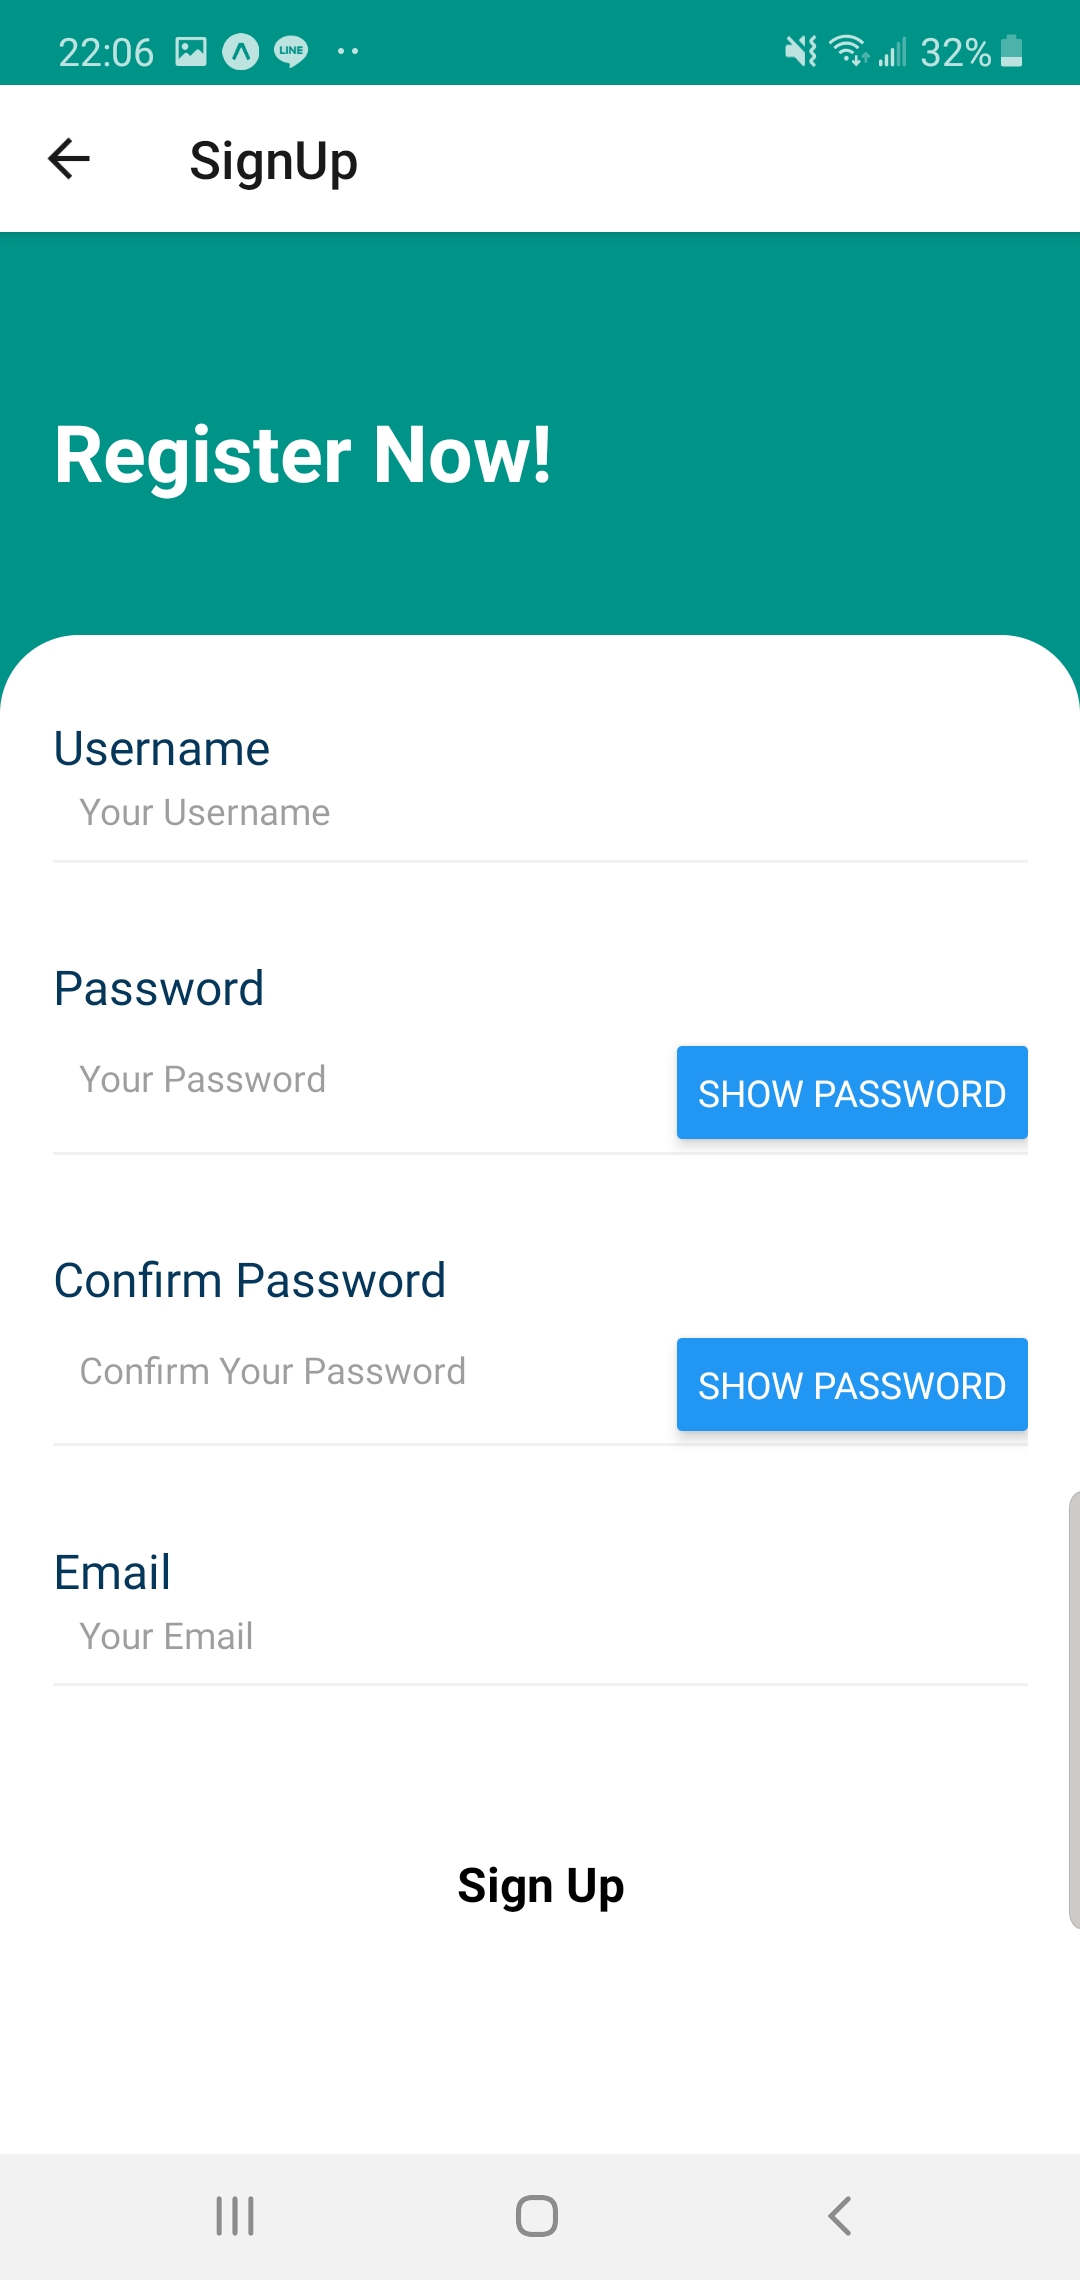 22:06 LINE 32%
SignUp
Register Now!
Username
Your Username
Password
Your Password SHOW PASSWORD
Confirm Password
Confirm Your Password SHOW PASSWORD
Email
Your Email
Sign Up